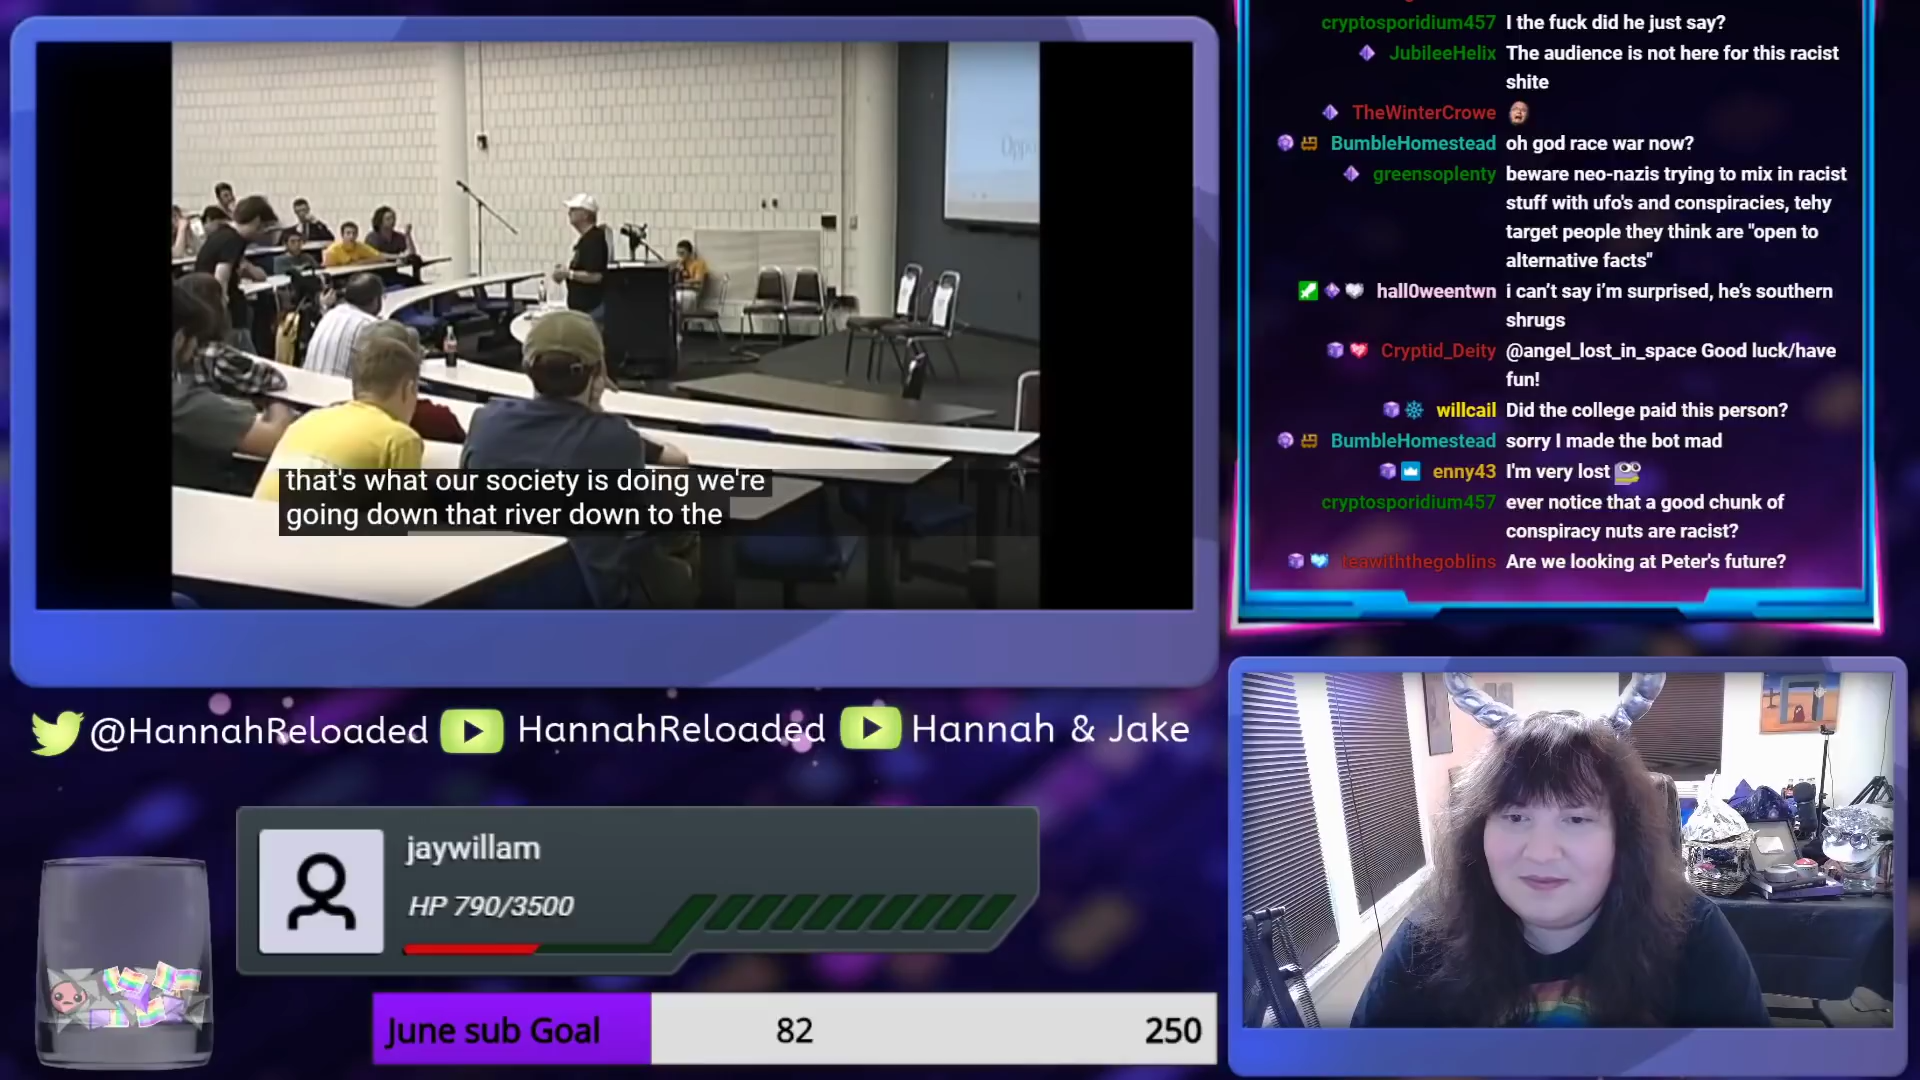 Oppo
that's what our society is doing we're
going down that river down to the
cryptosporidium457 I the fuck did he just say?
JubileeHelix The audience is not here for this racist
shite
TheWinterCrowe
BumbleHomestead oh god race war now?
greensoplenty beware neo-nazis trying to mix in racist
stuff with ufo's and conspiracies, tehy
target people they think are "open to
alternative facts"
hall0weentwn i can't say i'm surprised, he's southern
shrugs
Cryptid_Deity @angel_lost_in_space Good luck/have
fun!
willcail Did the college paid this person?
BumbleHomestead sorry I made the bot mad
enny43 I'm very lost
cryptosporidium457 ever notice that a good chunk of
conspiracy nuts are racist?
teawiththegoblins Are we looking at Peter's future?
@HannahReloaded HannahReloaded Hannah & Jake
jaywillam
HP 790/3500
June sub Goal 82 250